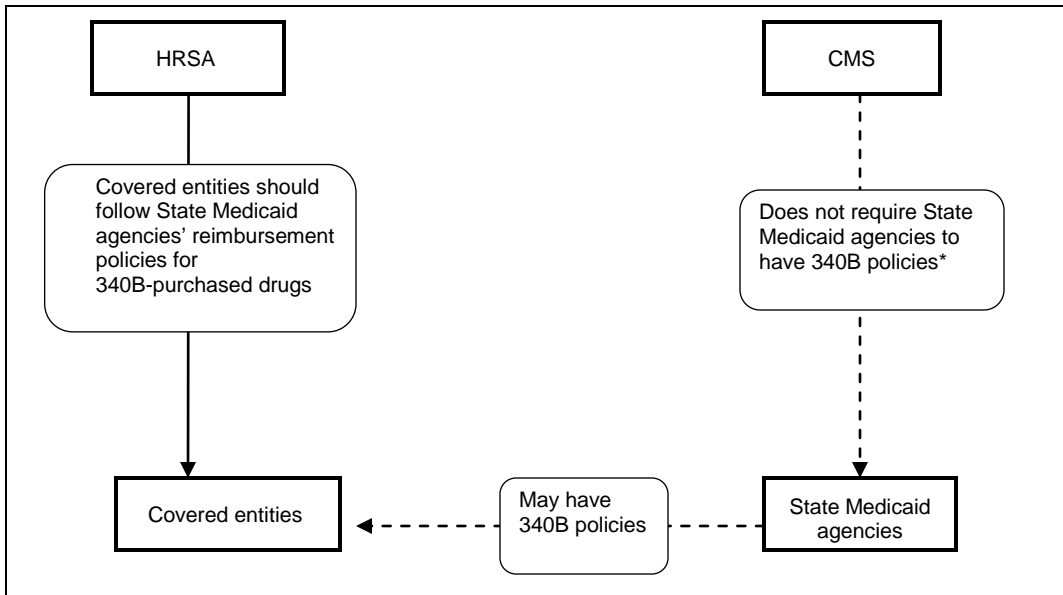 HRSA
CMS
Covered entities should
follow State Medicaid
agencies’ reimbursement
policies for
340B-purchased drugs
Does not require State
Medicaid agencies to
have 340B policies*
Covered entities
May have
340B policies
State Medicaid
agencies